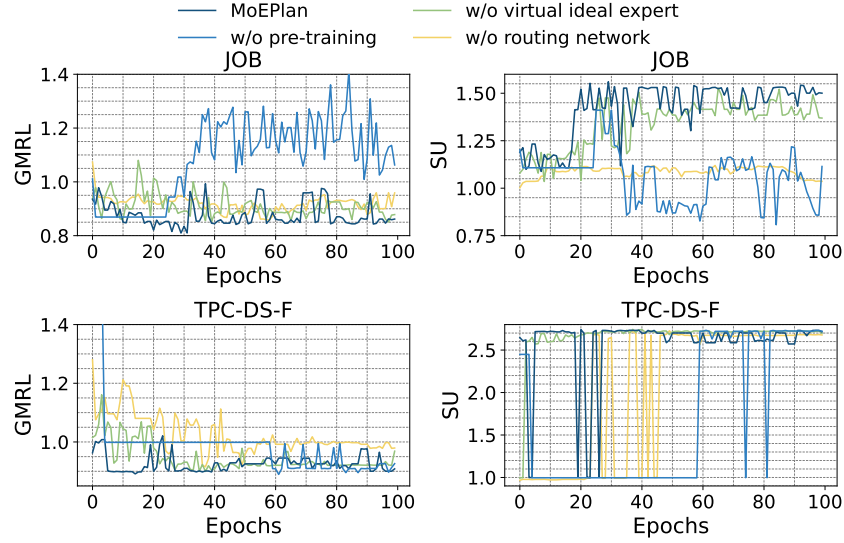 MoEPlan
w/o virtual ideal expert
w/o pre-training
w/o routing network
JOB
GMRL
1.4
1.2
1.0
0.8
0 20 40 60 80 100
Epochs
JOB
SU
1.50
1.25
1.00
0.75
0 20 40 60 80 100
Epochs
TPC-DS-F
GMRL
1.4
1.2
1.0
0 20 40 60 80 100
Epochs
TPC-DS-F
SU
2.5
2.0
1.5
1.0
0 20 40 60 80 100
Epochs